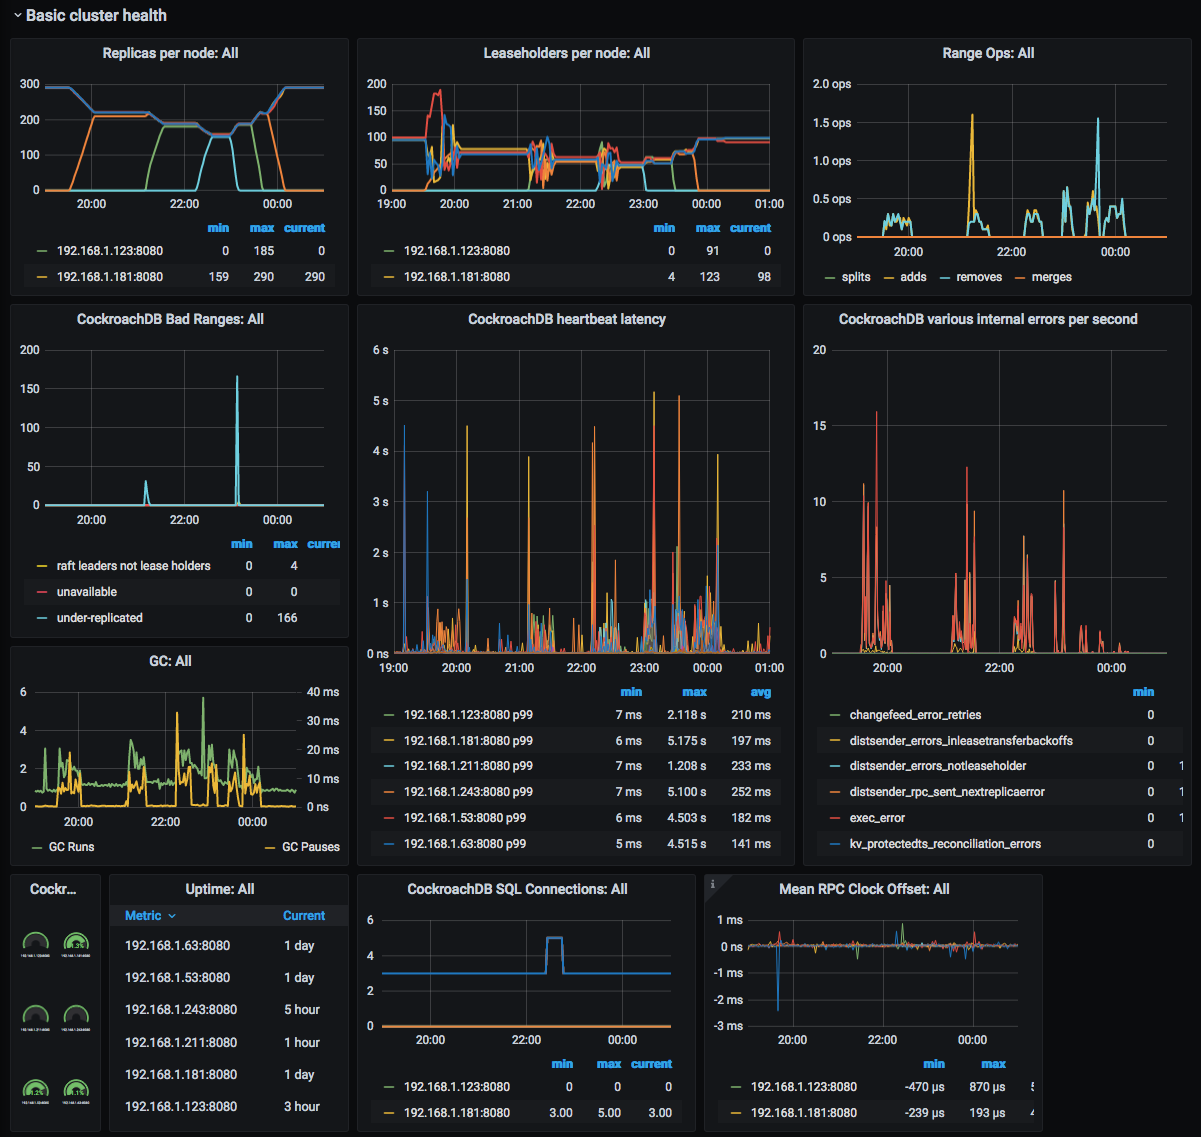 Basic cluster health
Replicas per node: All
300
200
100
0
20:00 22:00 00:00
min max current
192.168.1.123:8080 0 185 0
192.168.1.181:8080 159 290 290
Leaseholders per node: All
200
150
100
50
0
19:00 20:00 21:00 22:00 23:00 00:00 01:00
min max current
192.168.1.123:8080 0 91 0
192.168.1.181:8080 4 123 98
Range Ops: All
2.0 ops
1.5 ops
1.0 ops
0.5 ops
0 ops
20:00 22:00 00:00
splits adds removes merges
CockroachDB Bad Ranges: All
200
150
100
50
0
20:00 22:00 00:00
min max curre
raft leaders not lease holders 0 4
unavailable 0 0
under-replicated 0 166
CockroachDB heartbeat latency
6 s
5 s
4 s
3 s
2 s
1 s
0 ns
19:00 20:00 21:00 22:00 23:00 00:00 01:00
min max avg
192.168.1.123:8080 p99 7 ms 2.118 s 210 ms
192.168.1.181:8080 p99 6 ms 5.175 s 197 ms
192.168.1.211:8080 p99 7 ms 1.208 s 233 ms
192.168.1.243:8080 p99 7 ms 5.100 s 252 ms
192.168.1.53:8080 p99 6 ms 4.503 s 182 ms
192.168.1.63:8080 p99 5 ms 4.515 s 141 ms
CockroachDB various internal errors per second
20
15
10
5
0
20:00 22:00 00:00
min
changefeed_error_retries 0
distsender_errors_inleasetransferbackoffs 0
distsender_errors_notleaseholder 0 1
distsender_rpc_sent_nextreplicaerror 0 1
exec_error 0 1
kv_protectedts_reconciliation_errors 0
GC: All
6 40 ms
30 ms
4
20 ms
2
10 ms
0 0 ns
20:00 22:00 00:00
GC Runs GC Pauses
Cockr...
Uptime: All
Metric Current
192.168.1.63:8080 1 day
192.168.1.53:8080 1 day
192.168.1.243:8080 5 hour
192.168.1.211:8080 1 hour
192.168.1.181:8080 1 day
192.168.1.123:8080 3 hour
CockroachDB SQL Connections: All
6
4
2
0
20:00 22:00 00:00
min max current
192.168.1.123:8080 0 0 0
192.168.1.181:8080 3.00 5.00 3.00
i
Mean RPC Clock Offset: All
1 ms
0 ns
-1 ms
-2 ms
-3 ms
20:00 22:00 00:00
min max
192.168.1.123:8080 -470 µs 870 µs
192.168.1.181:8080 -239 µs 193 µs